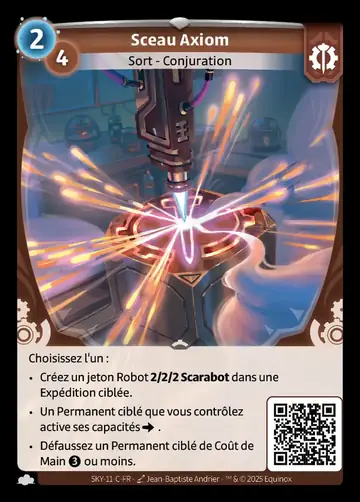 2
4
Sceau Axiom
Sort - Conjuration
Choisissez l'un :
• Créez un jeton Robot 2/2/2 Scarabot dans une
Expédition ciblée.
• Un Permanent ciblé que vous contrôlez
active ses capacités ➔.
• Défaussez un Permanent ciblé de Coût de
Main ❸ ou moins.
SKY-11 C-FR - Jean-Baptiste Andrier - ™ & © 2025 Equinox